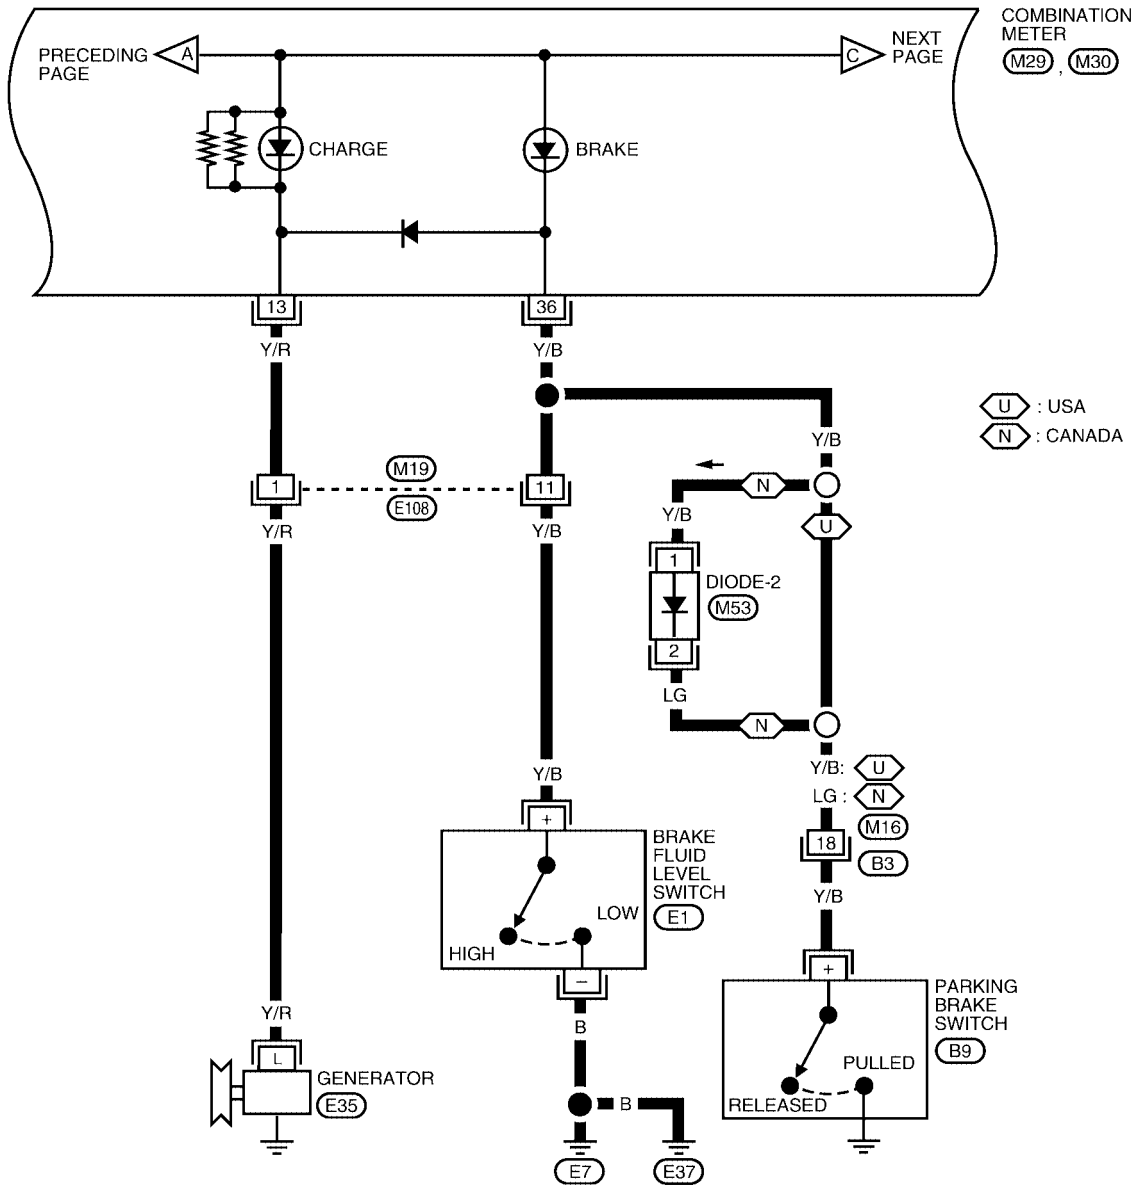 COMBINATION
METER
M29 , M30
PRECEDING
PAGE
A
C
NEXT
PAGE
CHARGE
BRAKE
13
36
Y/R
Y/B
U : USA
N : CANADA
Y/B
M19
N
1
11
E108
Y/R
Y/B
Y/B
U
1
DIODE-2
M53
2
LG
N
Y/B: U
LG : N
Y/B
M16
18
B3
+
BRAKE
FLUID
LEVEL
SWITCH
E1
LOW
HIGH
Y/B
–
+
PARKING
BRAKE
SWITCH
B9
PULLED
RELEASED
Y/R
B
L
GENERATOR
E35
B
E7
E37